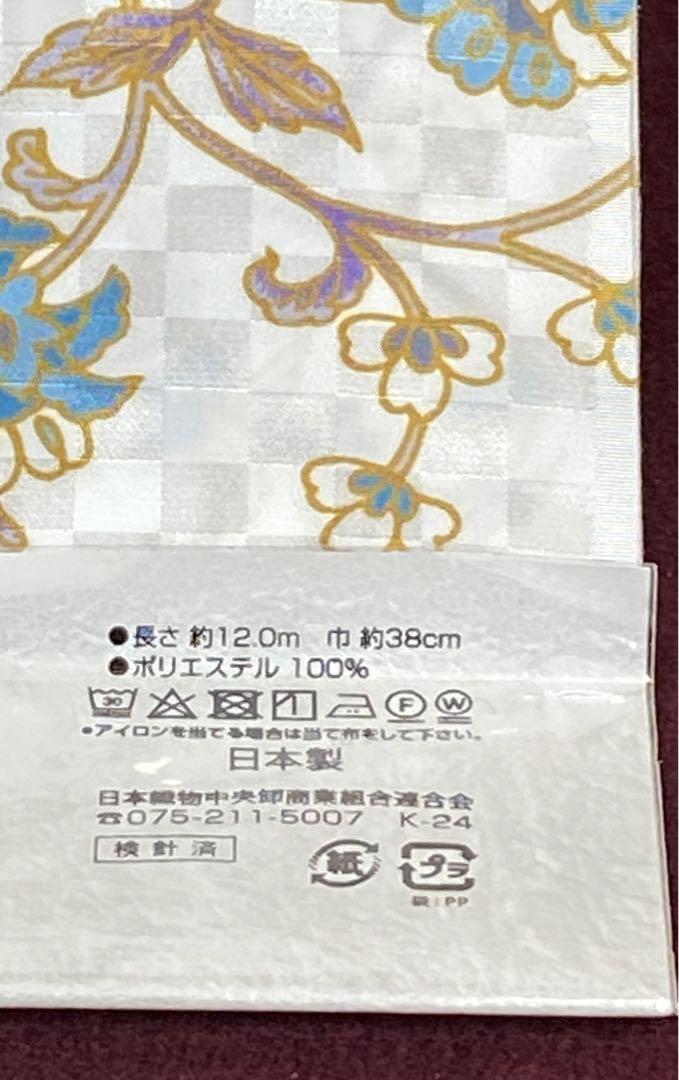 ●長さ 約12.0m 巾 約38cm
●ポリエステル 100%
30 F W
●アイロンを当てる場合は当て布をして下さい。
日本製
日本織物中央卸商業組合連合会
☎075-211-5007 K-24
検針済
紙 プラ
袋:PP